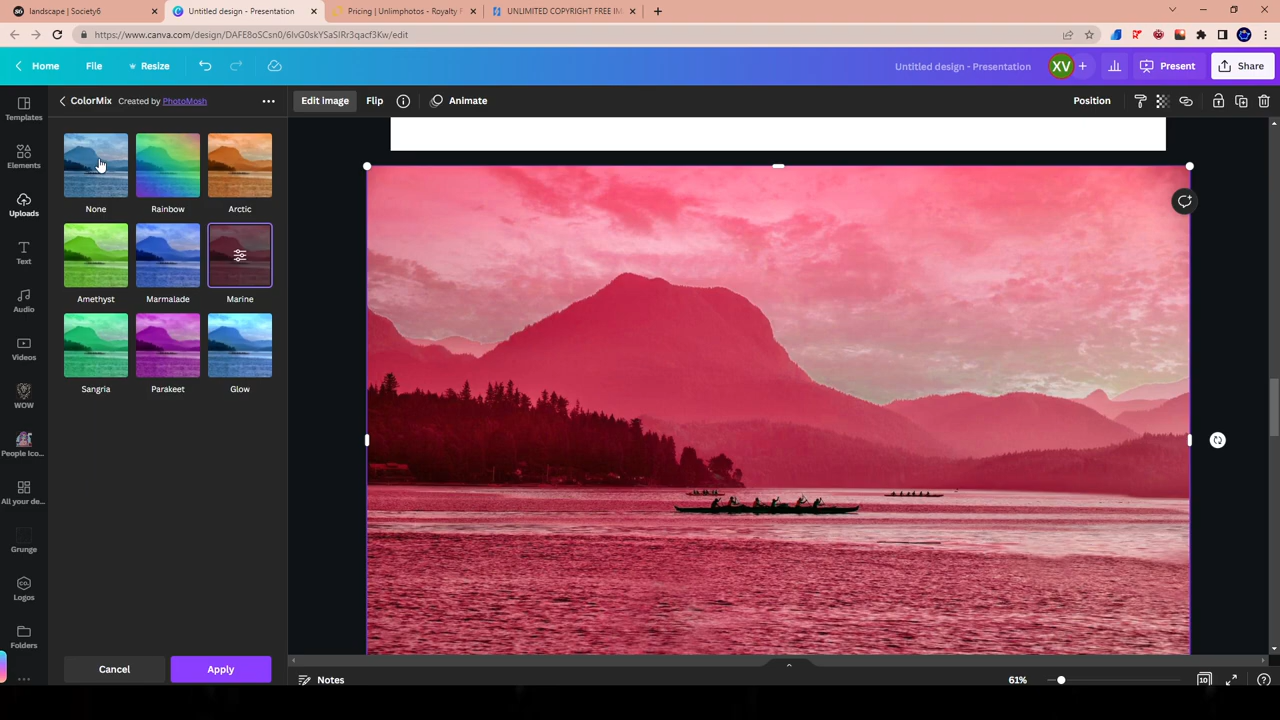 landscape | Society6
Untitled design - Presentation
Pricing | Unlimphotos - Royalty F
UNLIMITED COPYRIGHT FREE IM
https://www.canva.com/design/DAFE8oSCsn0/6IvG0skYSaSIRr3qacf3Kw/edit
Home
File
Resize
Untitled design - Presentation
XV
Present
Share
Templates
Elements
Uploads
Text
Audio
Videos
WOW
People Ico...
All your de...
Grunge
Logos
Folders
ColorMix Created by PhotoMosh
None
Rainbow
Arctic
Amethyst
Marmalade
Marine
Sangria
Parakeet
Glow
Cancel
Apply
Edit image
Flip
Animate
Position
Notes
61%
10